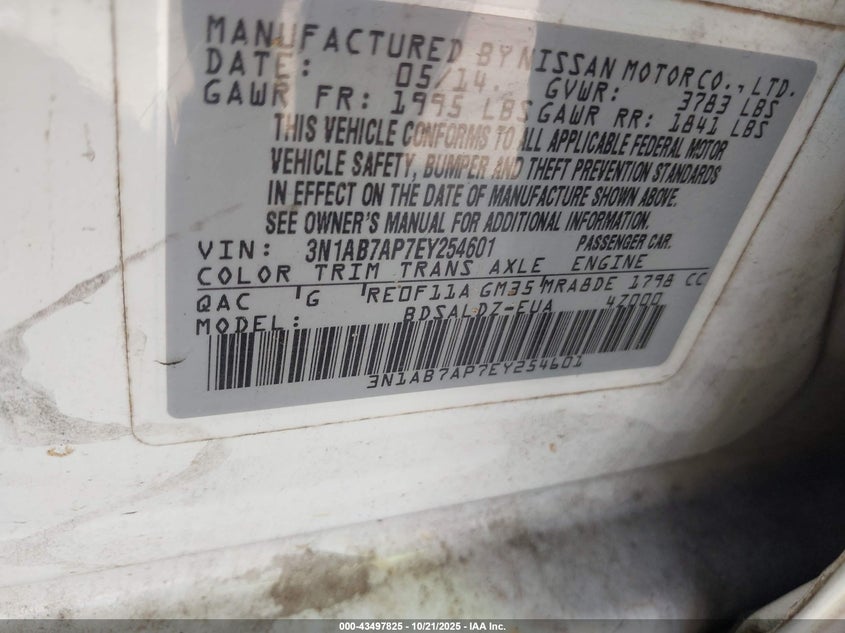 MANUFACTURED BY NISSAN MOTOR CO., LTD.
DATE: 05/14. GVWR: 3783 LBS
GAWR FR: 1995 LBS GAWR RR: 1841 LBS
THIS VEHICLE CONFORMS TO ALL APPLICABLE FEDERAL MOTOR
VEHICLE SAFETY, BUMPER AND THEFT PREVENTION STANDARDS
IN EFFECT ON THE DATE OF MANUFACTURE SHOWN ABOVE.
SEE OWNER'S MANUAL FOR ADDITIONAL INFORMATION.
VIN: 3N1AB7AP7EY254601 PASSENGER CAR.
COLOR TRIM TRANS AXLE ENGINE
QAC G RE0F11A GM35 MRA8DE 1798 CC
MODEL: BDSALDZ-EUA 4Z000
3N1AB7AP7EY254601
000-43497825 | 10/21/2025 - IAA Inc.